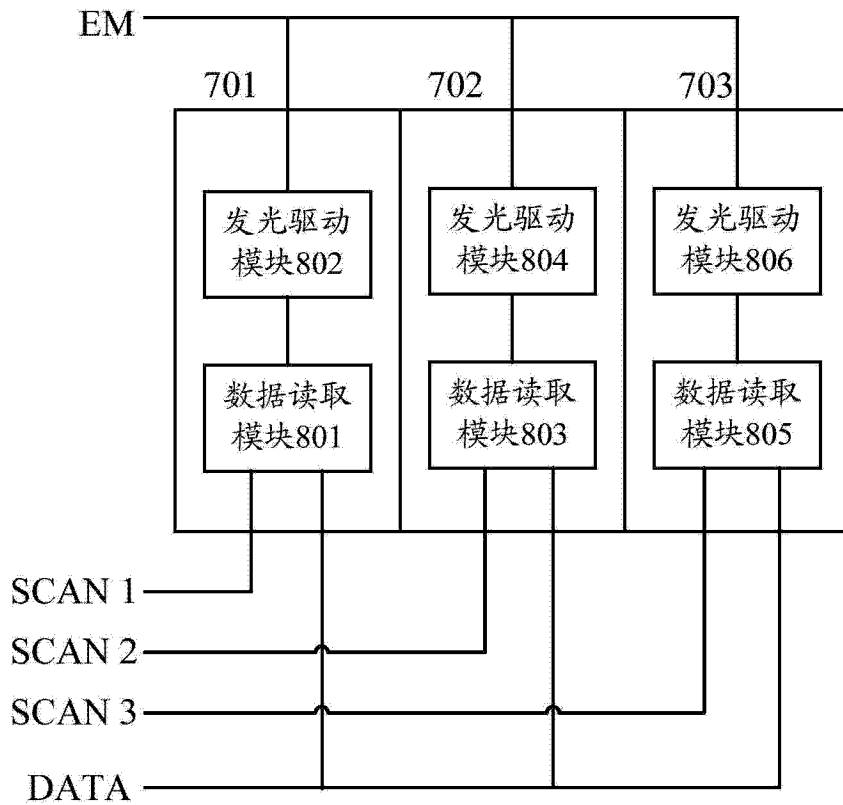 EM
701
702
703
发光驱动
模块802
发光驱动
模块804
发光驱动
模块806
数据读取
模块801
数据读取
模块803
数据读取
模块805
SCAN 1
SCAN 2
SCAN 3
DATA